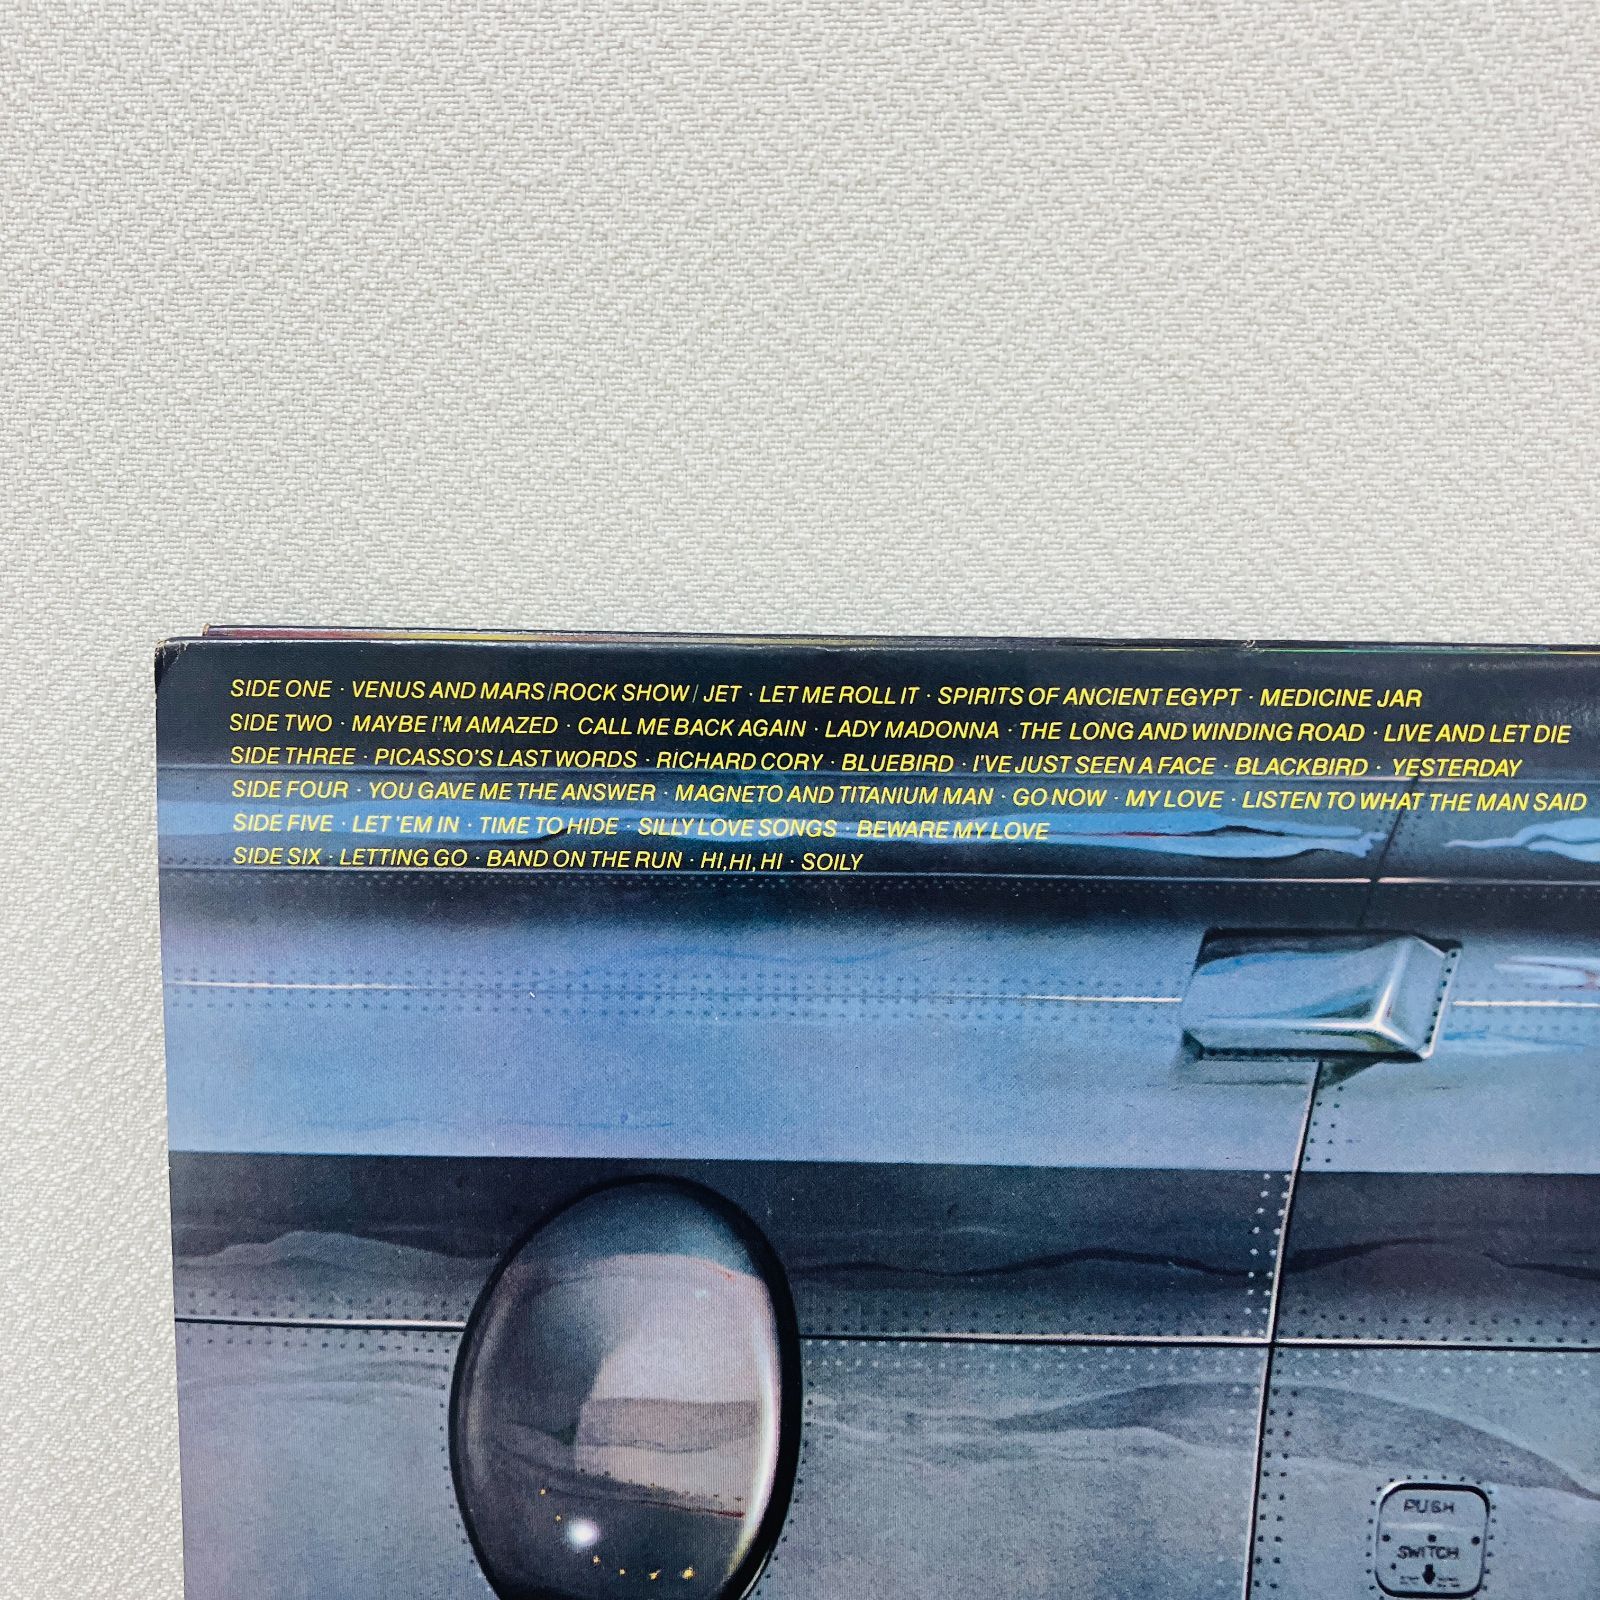 SIDE ONE · VENUS AND MARS/ROCK SHOW/JET · LET ME ROLL IT · SPIRITS OF ANCIENT EGYPT · MEDICINE JAR
SIDE TWO · MAYBE I'M AMAZED · CALL ME BACK AGAIN · LADY MADONNA · THE LONG AND WINDING ROAD · LIVE AND LET DIE
SIDE THREE · PICASSO'S LAST WORDS · RICHARD CORY · BLUEBIRD · I'VE JUST SEEN A FACE · BLACKBIRD · YESTERDAY
SIDE FOUR · YOU GAVE ME THE ANSWER · MAGNETO AND TITANIUM MAN · GO NOW · MY LOVE · LISTEN TO WHAT THE MAN SAID
SIDE FIVE · LET 'EM IN · TIME TO HIDE · SILLY LOVE SONGS · BEWARE MY LOVE
SIDE SIX · LETTING GO · BAND ON THE RUN · HI, HI, HI · SOILY
PUSH
SWITCH